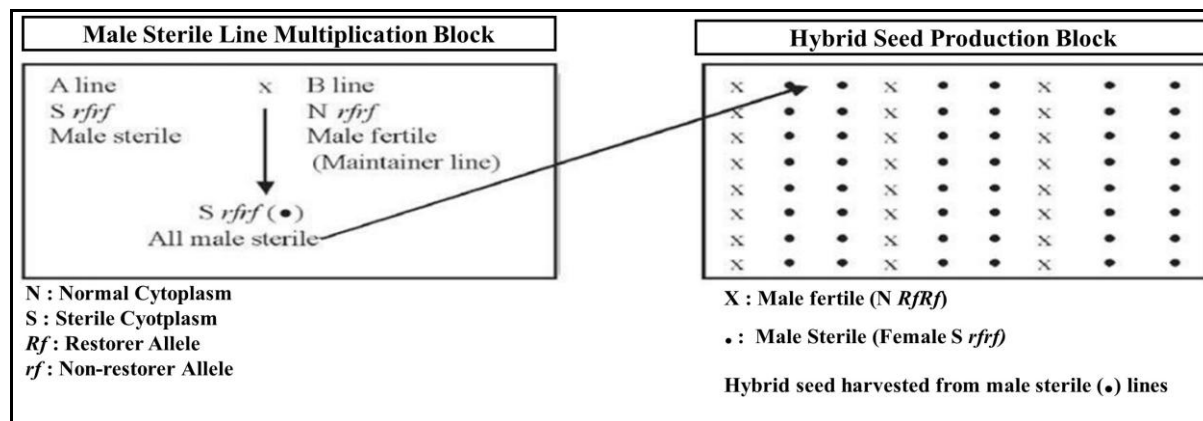 Male Sterile Line Multiplication Block
A line x B line
S rfrf N rfrf
Male sterile Male fertile
(Maintainer line)
S rfrf (•)
All male sterile
N : Normal Cytoplasm
S : Sterile Cyotplasm
Rf : Restorer Allele
rf : Non-restorer Allele
Hybrid Seed Production Block
x • • x • • x • •
x • • x • • x • •
x • • x • • x • •
x • • x • • x • •
x • • x • • x • •
x • • x • • x • •
x • • x • • x • •
x • • x • • x • •
X : Male fertile (N RfRf)
• : Male Sterile (Female S rfrf)
Hybrid seed harvested from male sterile (•) lines